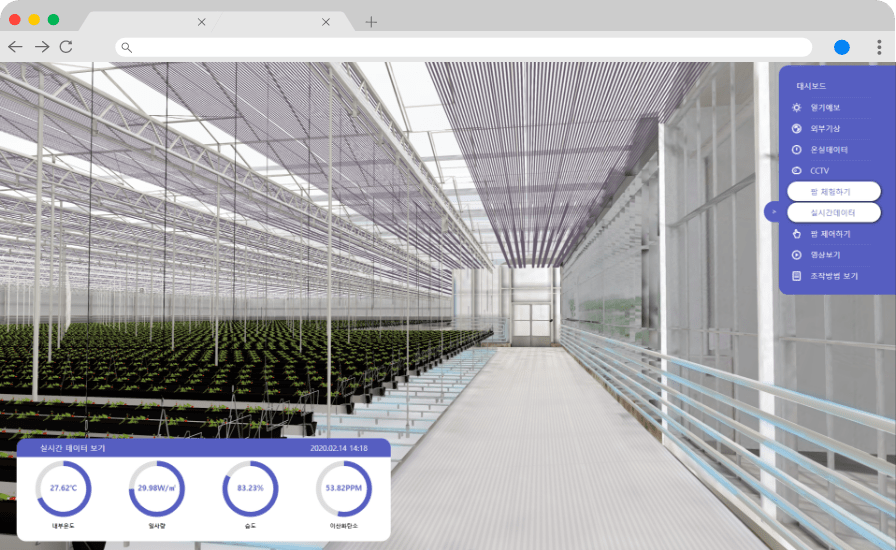 대시보드
일기예보
외부기상
온실데이터
CCTV
팜 체험하기
실시간데이터
팜 제어하기
영상보기
조작방법 보기
>
실시간 데이터 보기 2020.02.14 14:18
27.62℃ 29.98W/㎡ 83.23% 53.82PPM
내부온도 일사량 습도 이산화탄소